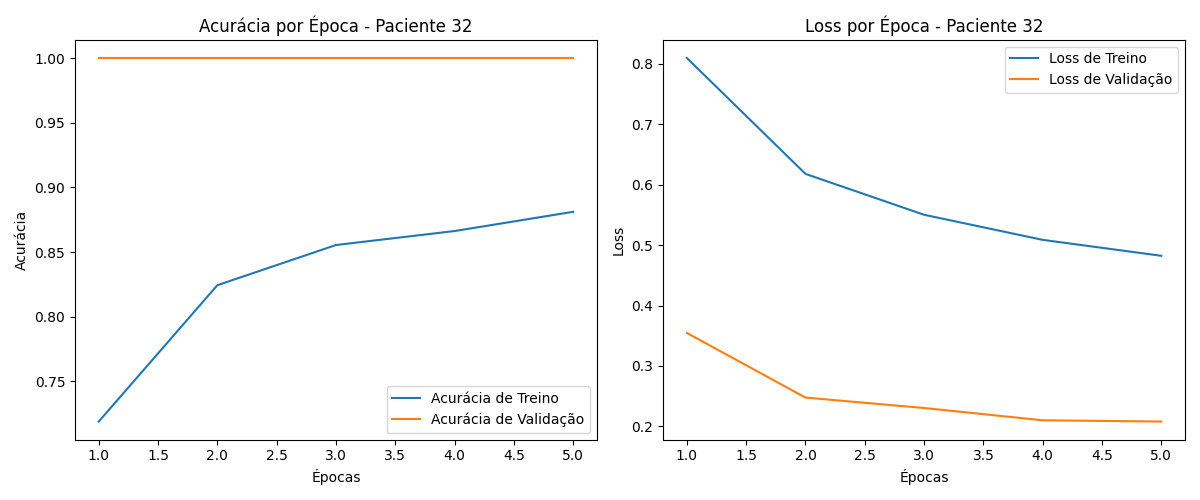 Acurácia por Época - Paciente 32
Acurácia
1.00
0.95
0.90
0.85
0.80
0.75
Acurácia de Treino
Acurácia de Validação
1.0 1.5 2.0 2.5 3.0 3.5 4.0 4.5 5.0
Épocas
Loss por Época - Paciente 32
Loss
0.8
0.7
0.6
0.5
0.4
0.3
0.2
Loss de Treino
Loss de Validação
1.0 1.5 2.0 2.5 3.0 3.5 4.0 4.5 5.0
Épocas